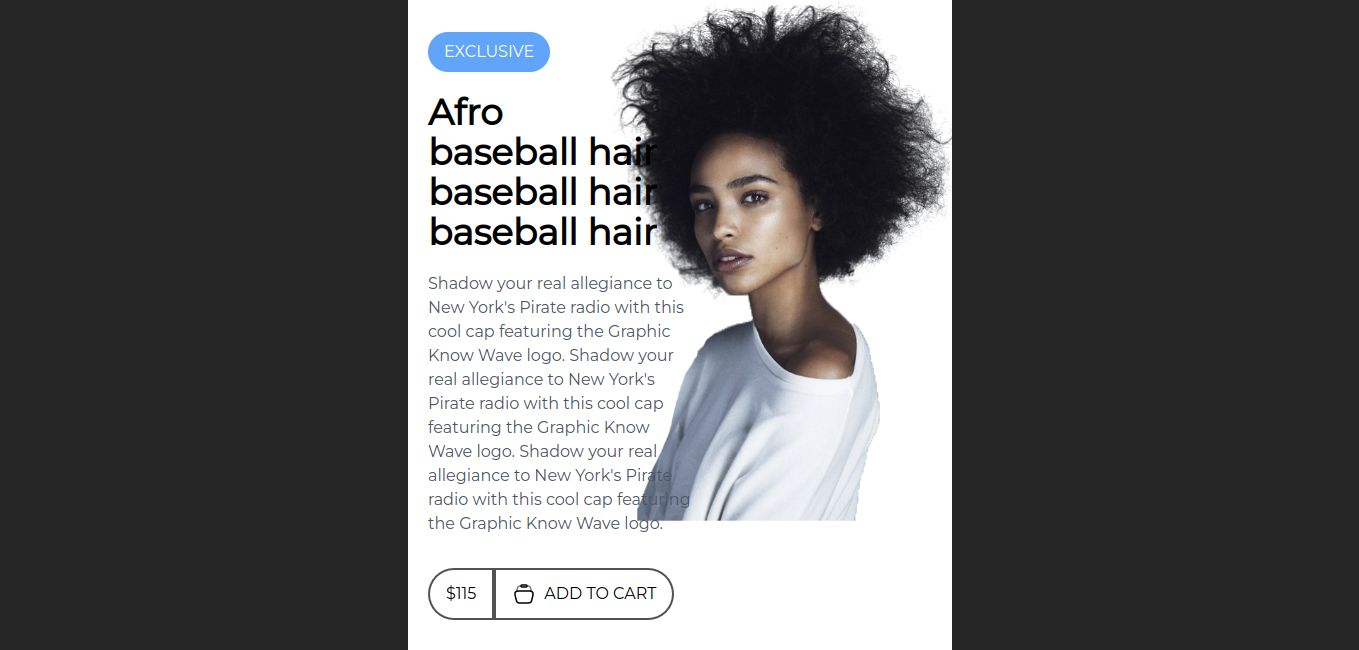 EXCLUSIVE
Afro
baseball hair
baseball hair
baseball hair
Shadow your real allegiance to
New York's Pirate radio with this
cool cap featuring the Graphic
Know Wave logo. Shadow your
real allegiance to New York's
Pirate radio with this cool cap
featuring the Graphic Know
Wave logo. Shadow your real
allegiance to New York's Pirate
radio with this cool cap featuring
the Graphic Know Wave logo.
$115
ADD TO CART